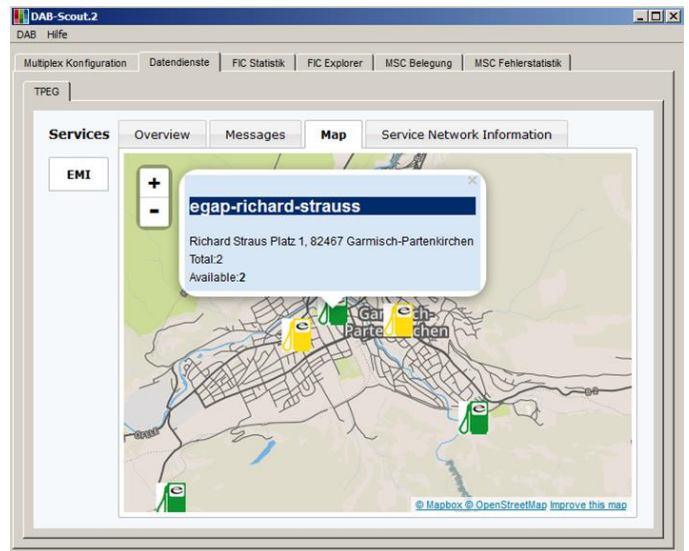 DAB-Scout.2
DAB Hilfe
Multiplex Konfiguration Datendienste FIC Statistik FIC Explorer MSC Belegung MSC Fehlerstatistik
TPEG
Services Overview Messages Map Service Network Information
EMI
+
-
×
egap-richard-strauss
Richard Straus Platz 1, 82467 Garmisch-Partenkirchen
Total:2
Available:2
© Mapbox © OpenStreetMap Improve this map